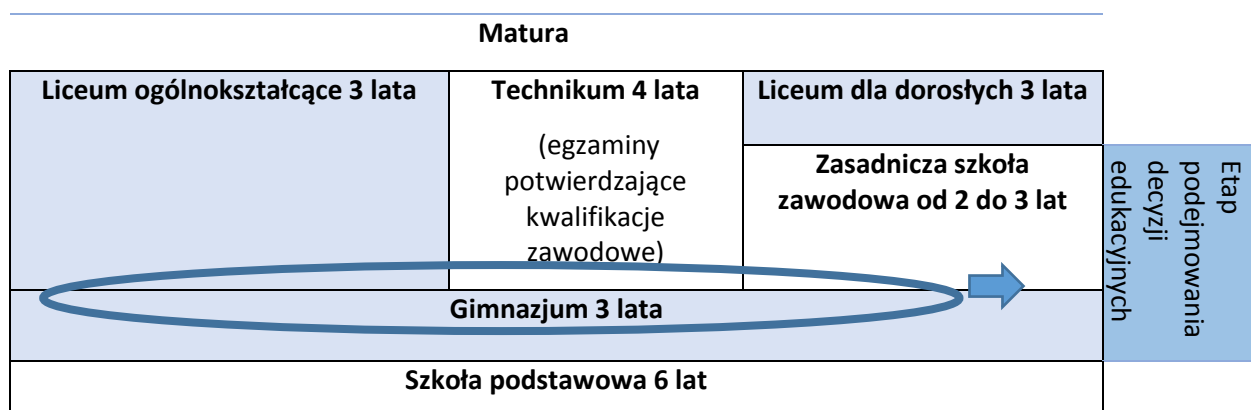 Matura
Liceum ogólnokształcące 3 lata
Technikum 4 lata
(egzaminy
potwierdzające
kwalifikacje
zawodowe)
Liceum dla dorosłych 3 lata
Zasadnicza szkoła
zawodowa od 2 do 3 lat
Etap
podejmowania
decyzji
edukacyjnych
Gimnazjum 3 lata
Szkoła podstawowa 6 lat